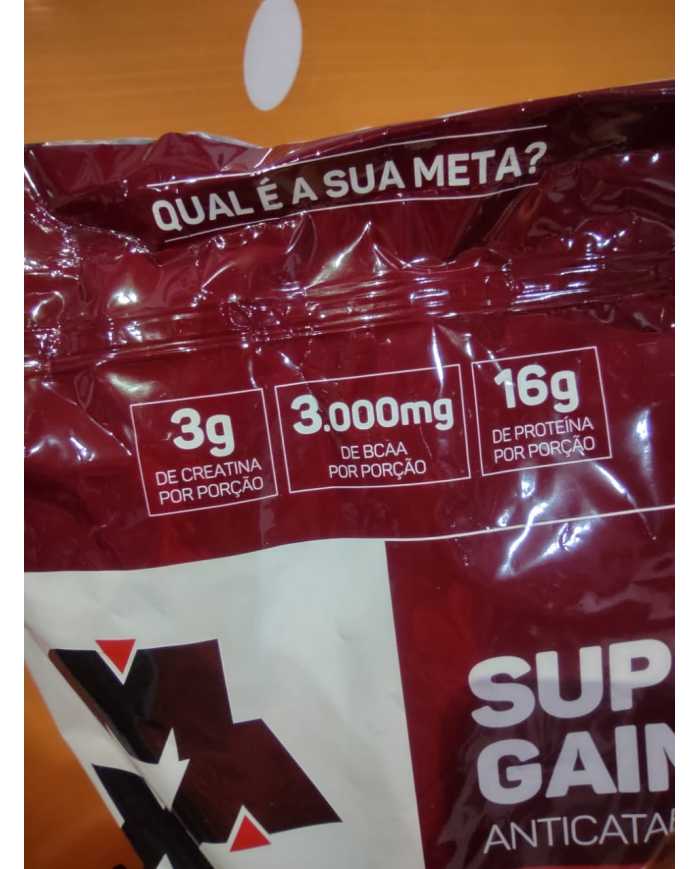 QUAL É A SUA META?
3g
DE CREATINA
POR PORÇÃO
3.000mg
DE BCAA
POR PORÇÃO
16g
DE PROTEÍNA
POR PORÇÃO
SUP
GAIN
ANTICATA